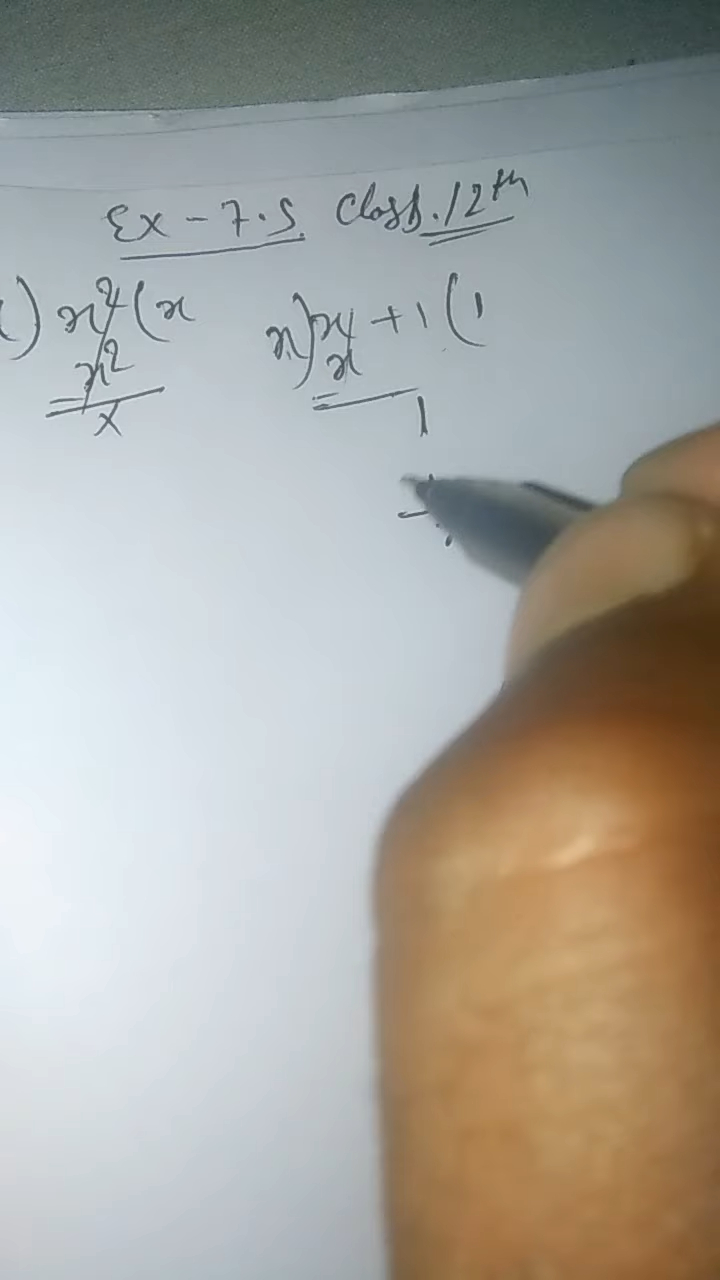 Ex - 7.5 Class. 12th
) x² ( x x ) x + 1 ( 1
x² x
x 1